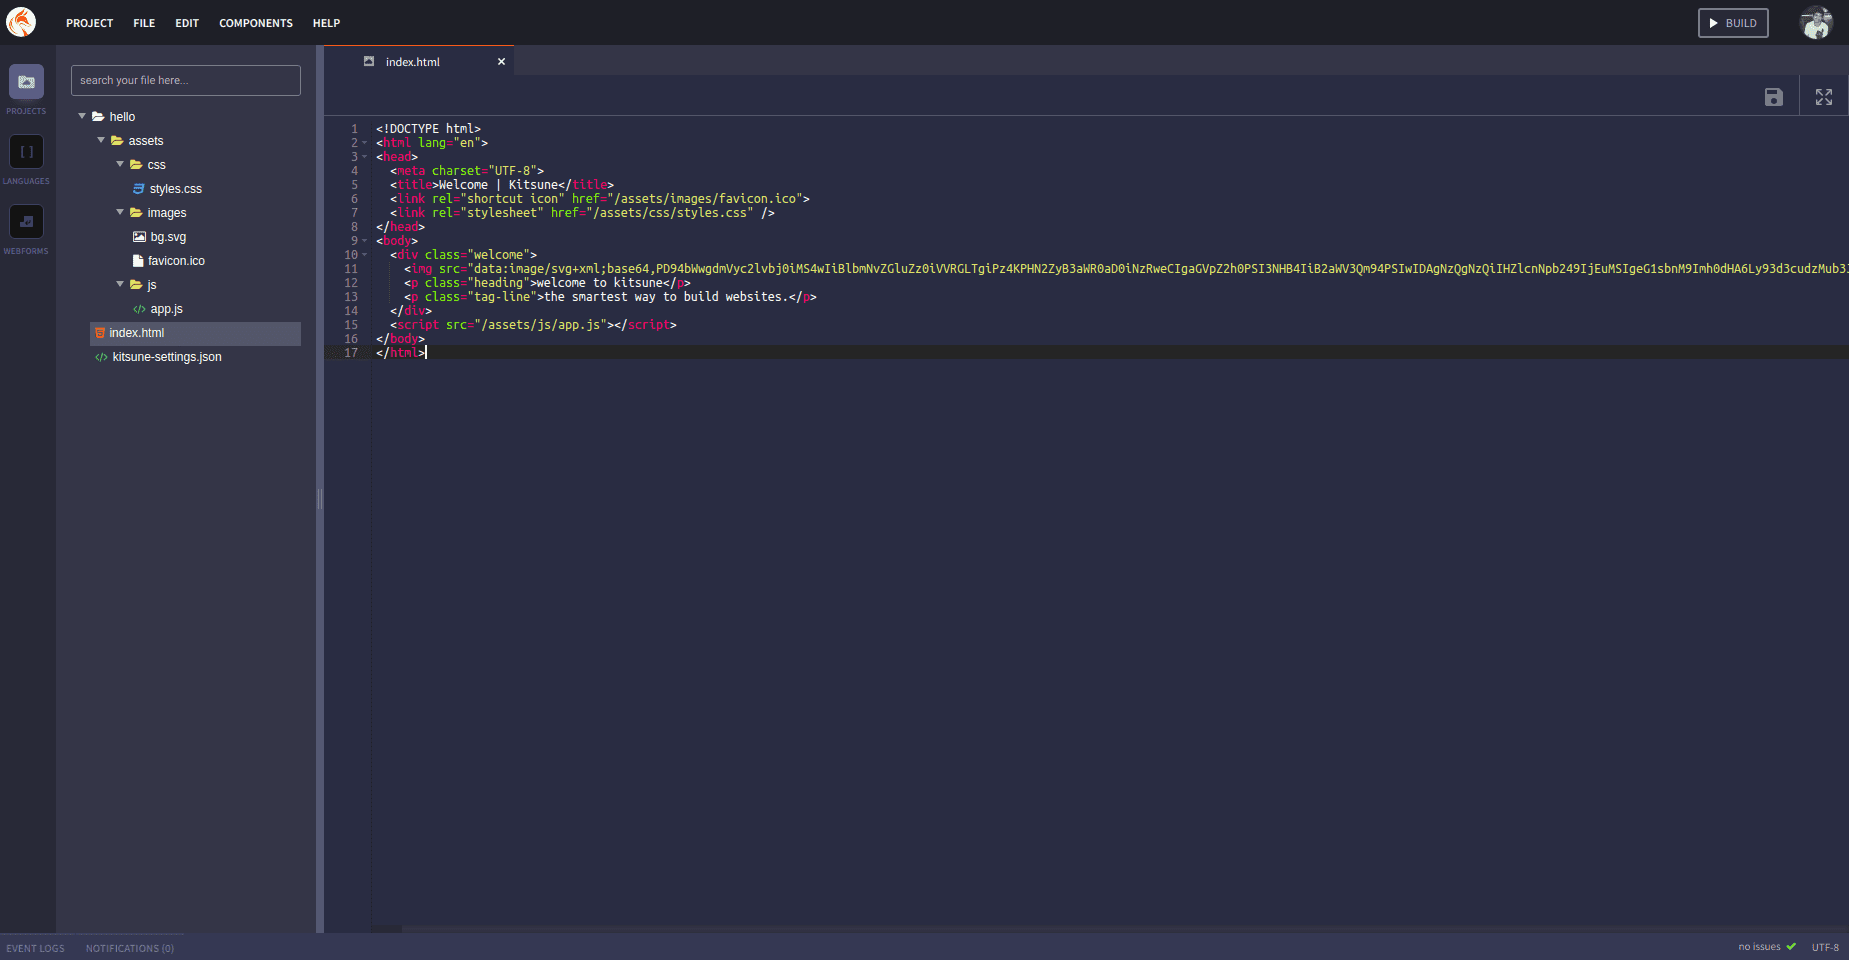 PROJECT FILE EDIT COMPONENTS HELP
BUILD
PROJECTS
[ ]
LANGUAGES
WEBFORMS
search your file here...
hello
assets
css
styles.css
images
bg.svg
favicon.ico
js
app.js
index.html
kitsune-settings.json
index.html
1 <!DOCTYPE html>
2 <html lang="en">
3 <head>
4 <meta charset="UTF-8">
5 <title>Welcome | Kitsune</title>
6 <link rel="shortcut icon" href="/assets/images/favicon.ico">
7 <link rel="stylesheet" href="/assets/css/styles.css" />
8 </head>
9 <body>
10 <div class="welcome">
11 <img src="data:image/svg+xml;base64,PD94bWwgdmVyc2lvbj0iMS4wIiBlbmNvZGluZz0iVVRGLTgiPz4KPHN2ZyB3aWR0aD0iNzRweCIgaGVpZ2h0PSI3NHB4IiB2aWV3Qm94PSIwIDAgNzQgNzQiIHZlcnNpb249IjEuMSIgeG1sbnM9Imh0dHA6Ly93d3cudzMub3J
12 <p class="heading">welcome to kitsune</p>
13 <p class="tag-line">the smartest way to build websites.</p>
14 </div>
15 <script src="/assets/js/app.js"></script>
16 </body>
17 </html>
EVENT LOGS NOTIFICATIONS (0)
no issues UTF-8